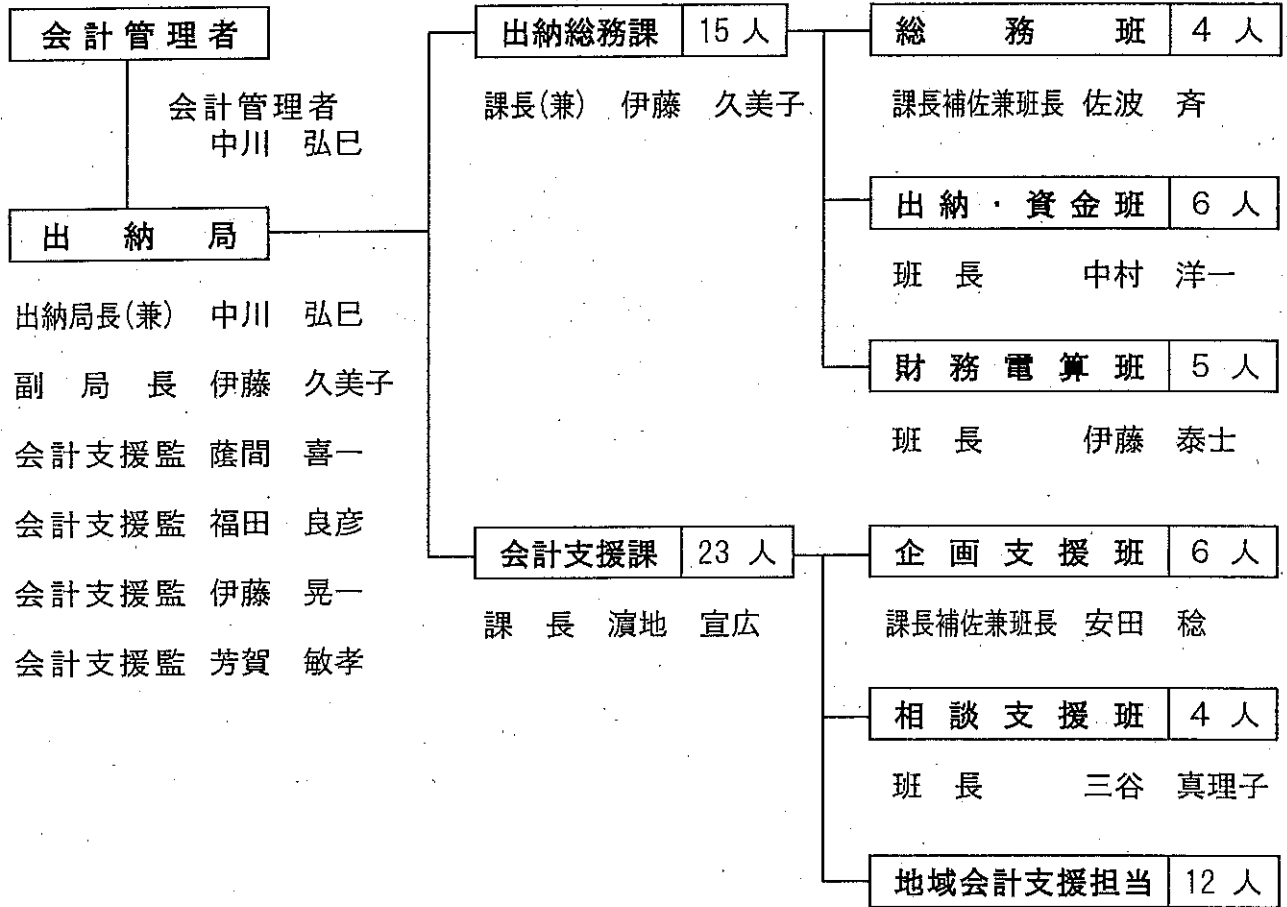 会計管理者
会計管理者
中川 弘巳
出納局
出納局長(兼) 中川 弘巳
副局長 伊藤 久美子
会計支援監 蔭間 喜一
会計支援監 福田 良彦
会計支援監 伊藤 晃一
会計支援監 芳賀 敏孝
出納総務課 15人
課長(兼) 伊藤 久美子
総務班 4人
課長補佐兼班長 佐波 斉
出納・資金班 6人
班長 中村 洋一
財務電算班 5人
班長 伊藤 泰士
会計支援課 23人
課長 濵地 宣広
企画支援班 6人
課長補佐兼班長 安田 稔
相談支援班 4人
班長 三谷 真理子
地域会計支援担当 12人